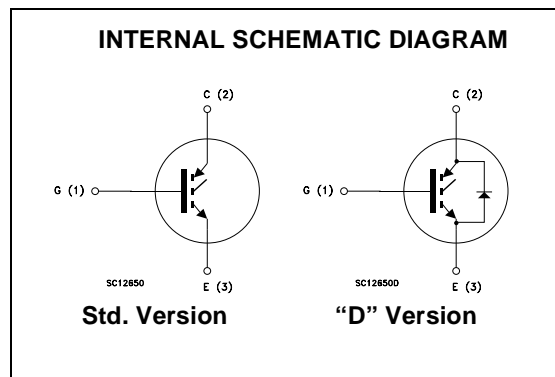 INTERNAL SCHEMATIC DIAGRAM
C (2)
C (2)
G (1)
G (1)
SC12650
E (3)
SC12650D
E (3)
Std. Version
“D” Version